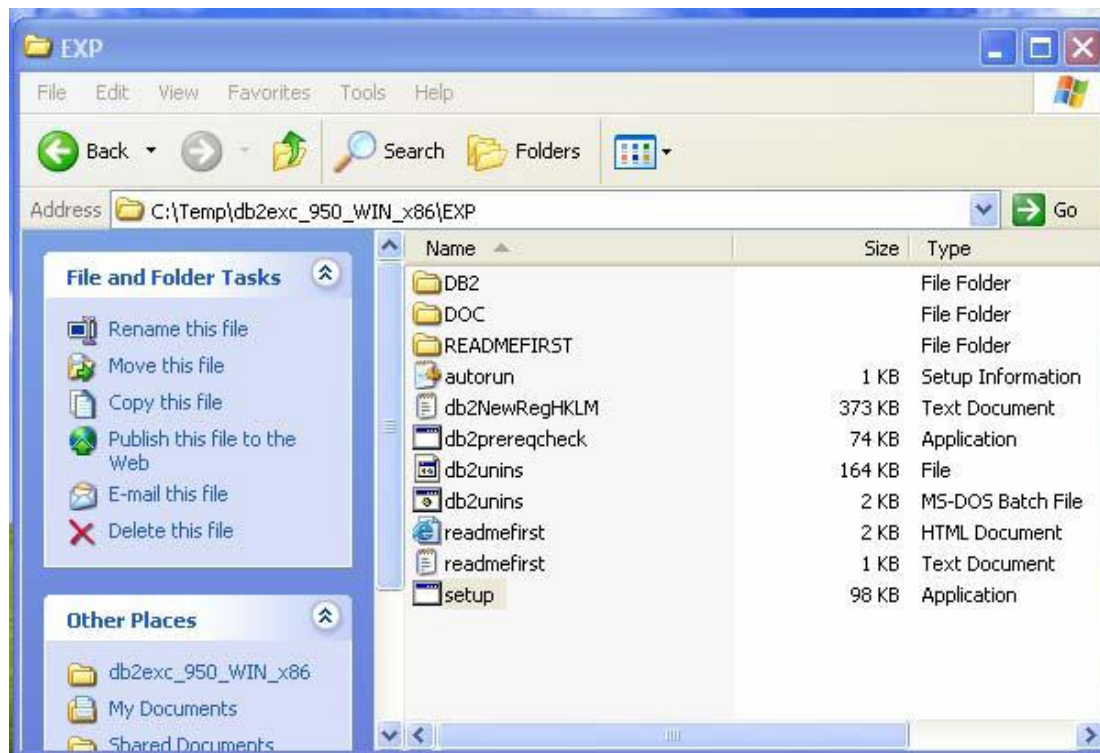 EXP
File Edit View Favorites Tools Help
Back Search Folders
Address C:\Temp\db2exc_950_WIN_x86\EXP Go
File and Folder Tasks
Rename this file
Move this file
Copy this file
Publish this file to the
Web
E-mail this file
Delete this file
Other Places
db2exc_950_WIN_x86
My Documents
Shared Documents
Name Size Type
DB2 File Folder
DOC File Folder
READMEFIRST File Folder
autorun 1 KB Setup Information
db2NewRegHKLM 373 KB Text Document
db2prereqcheck 74 KB Application
db2unins 164 KB File
db2unins 2 KB MS-DOS Batch File
readmefirst 2 KB HTML Document
readmefirst 1 KB Text Document
setup 98 KB Application